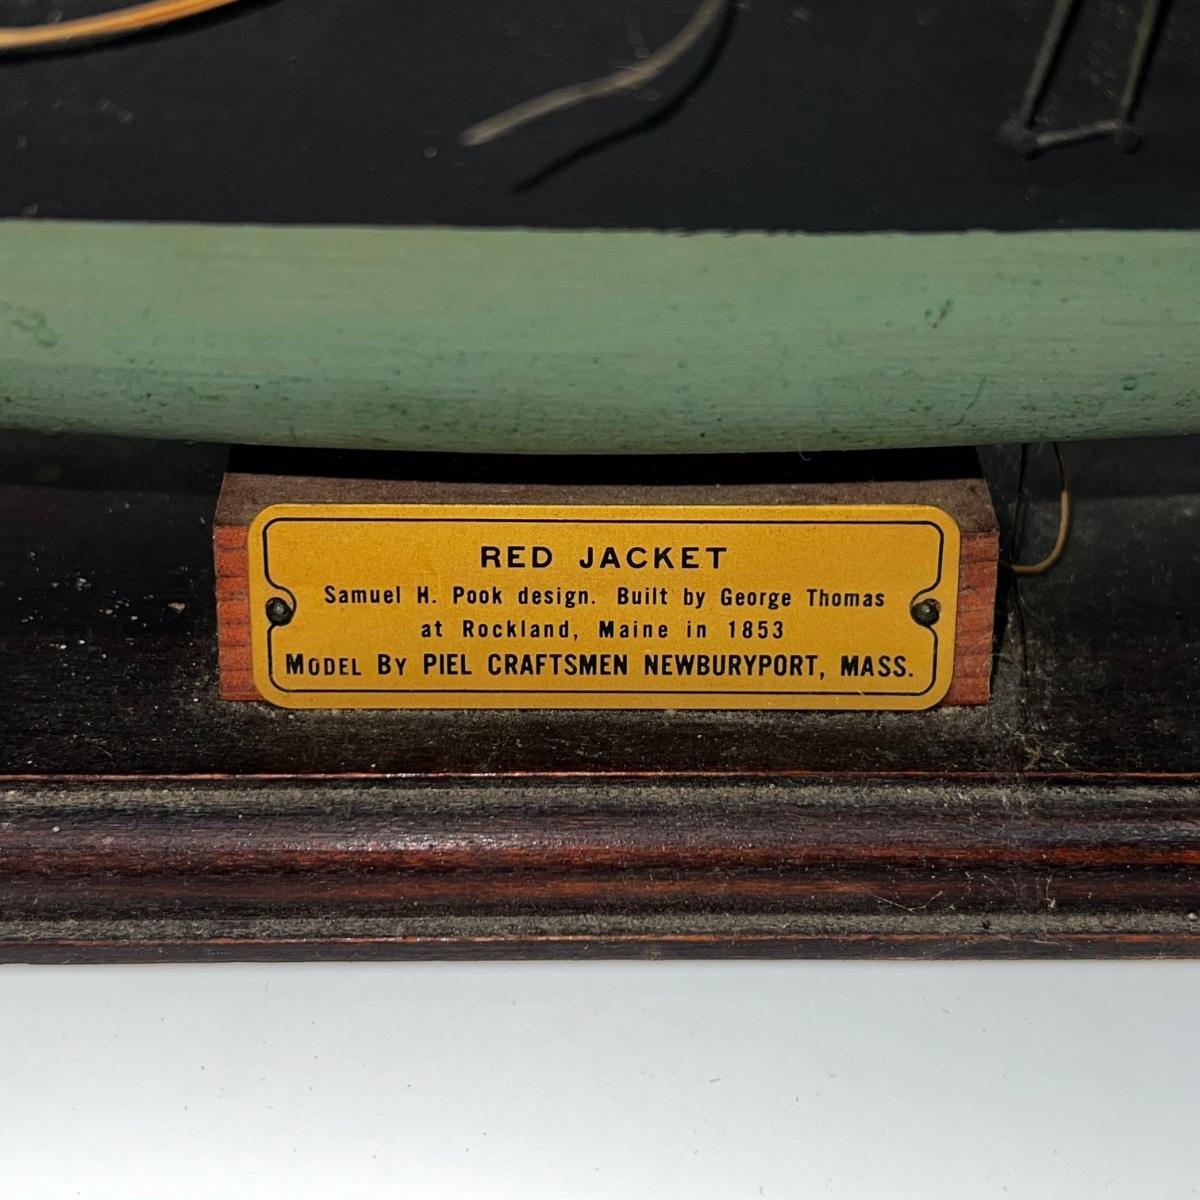 RED JACKET
Samuel H. Pook design. Built by George Thomas
at Rockland, Maine in 1853
MODEL BY PIEL CRAFTSMEN NEWBURYPORT, MASS.